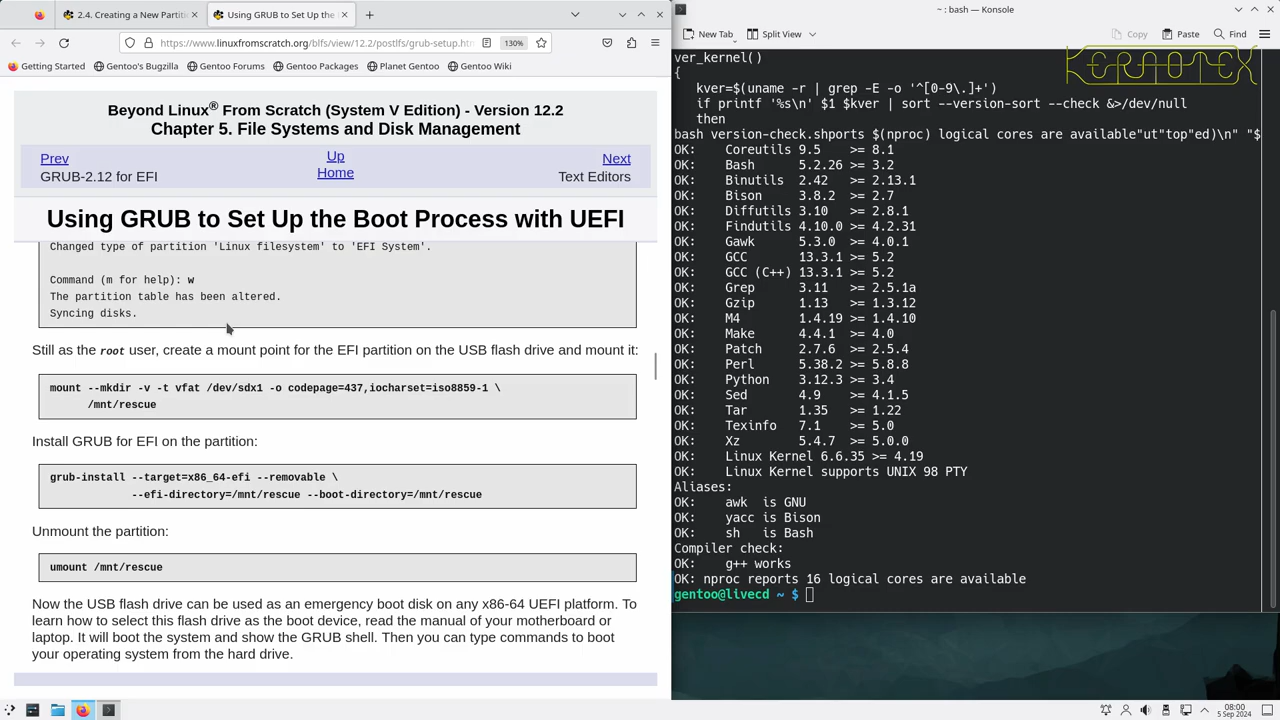 2.4. Creating a New Partiti
Using GRUB to Set Up the
https://www.linuxfromscratch.org/blfs/view/12.2/postlfs/grub-setup.htm
130%
Getting Started
Gentoo's Bugzilla
Gentoo Forums
Gentoo Packages
Planet Gentoo
Gentoo Wiki
Beyond Linux® From Scratch (System V Edition) - Version 12.2
Chapter 5. File Systems and Disk Management
Prev
Up
Next
GRUB-2.12 for EFI
Home
Text Editors
Using GRUB to Set Up the Boot Process with UEFI
Changed type of partition 'Linux filesystem' to 'EFI System'.
Command (m for help): w
The partition table has been altered.
Syncing disks.
Still as the root user, create a mount point for the EFI partition on the USB flash drive and mount it:
mount --mkdir -v -t vfat /dev/sdx1 -o codepage=437,iocharset=iso8859-1 \
/mnt/rescue
Install GRUB for EFI on the partition:
grub-install --target=x86_64-efi --removable \
--efi-directory=/mnt/rescue --boot-directory=/mnt/rescue
Unmount the partition:
umount /mnt/rescue
Now the USB flash drive can be used as an emergency boot disk on any x86-64 UEFI platform. To
learn how to select this flash drive as the boot device, read the manual of your motherboard or
laptop. It will boot the system and show the GRUB shell. Then you can type commands to boot
your operating system from the hard drive.
~ : bash — Konsole
New Tab
Split View
Copy
Paste
Find
KERNOTEX
ver_kernel()
{
kver=$(uname -r | grep -E -o '^[0-9\.]+')
if printf '%s\n' $1 $kver | sort --version-sort --check &>/dev/null
then
bash version-check.shports $(nproc) logical cores are available"ut"top"ed)\n" "$
OK: Coreutils 9.5 >= 8.1
OK: Bash 5.2.26 >= 3.2
OK: Binutils 2.42 >= 2.13.1
OK: Bison 3.8.2 >= 2.7
OK: Diffutils 3.10 >= 2.8.1
OK: Findutils 4.10.0 >= 4.2.31
OK: Gawk 5.3.0 >= 4.0.1
OK: GCC 13.3.1 >= 5.2
OK: GCC (C++) 13.3.1 >= 5.2
OK: Grep 3.11 >= 2.5.1a
OK: Gzip 1.13 >= 1.3.12
OK: M4 1.4.19 >= 1.4.10
OK: Make 4.4.1 >= 4.0
OK: Patch 2.7.6 >= 2.5.4
OK: Perl 5.38.2 >= 5.8.8
OK: Python 3.12.3 >= 3.4
OK: Sed 4.9 >= 4.1.5
OK: Tar 1.35 >= 1.22
OK: Texinfo 7.1 >= 5.0
OK: Xz 5.4.7 >= 5.0.0
OK: Linux Kernel 6.6.35 >= 4.19
OK: Linux Kernel supports UNIX 98 PTY
Aliases:
OK: awk is GNU
OK: yacc is Bison
OK: sh is Bash
Compiler check:
OK: g++ works
OK: nproc reports 16 logical cores are available
gentoo@livecd ~ $
08:00
5 Sep 2024